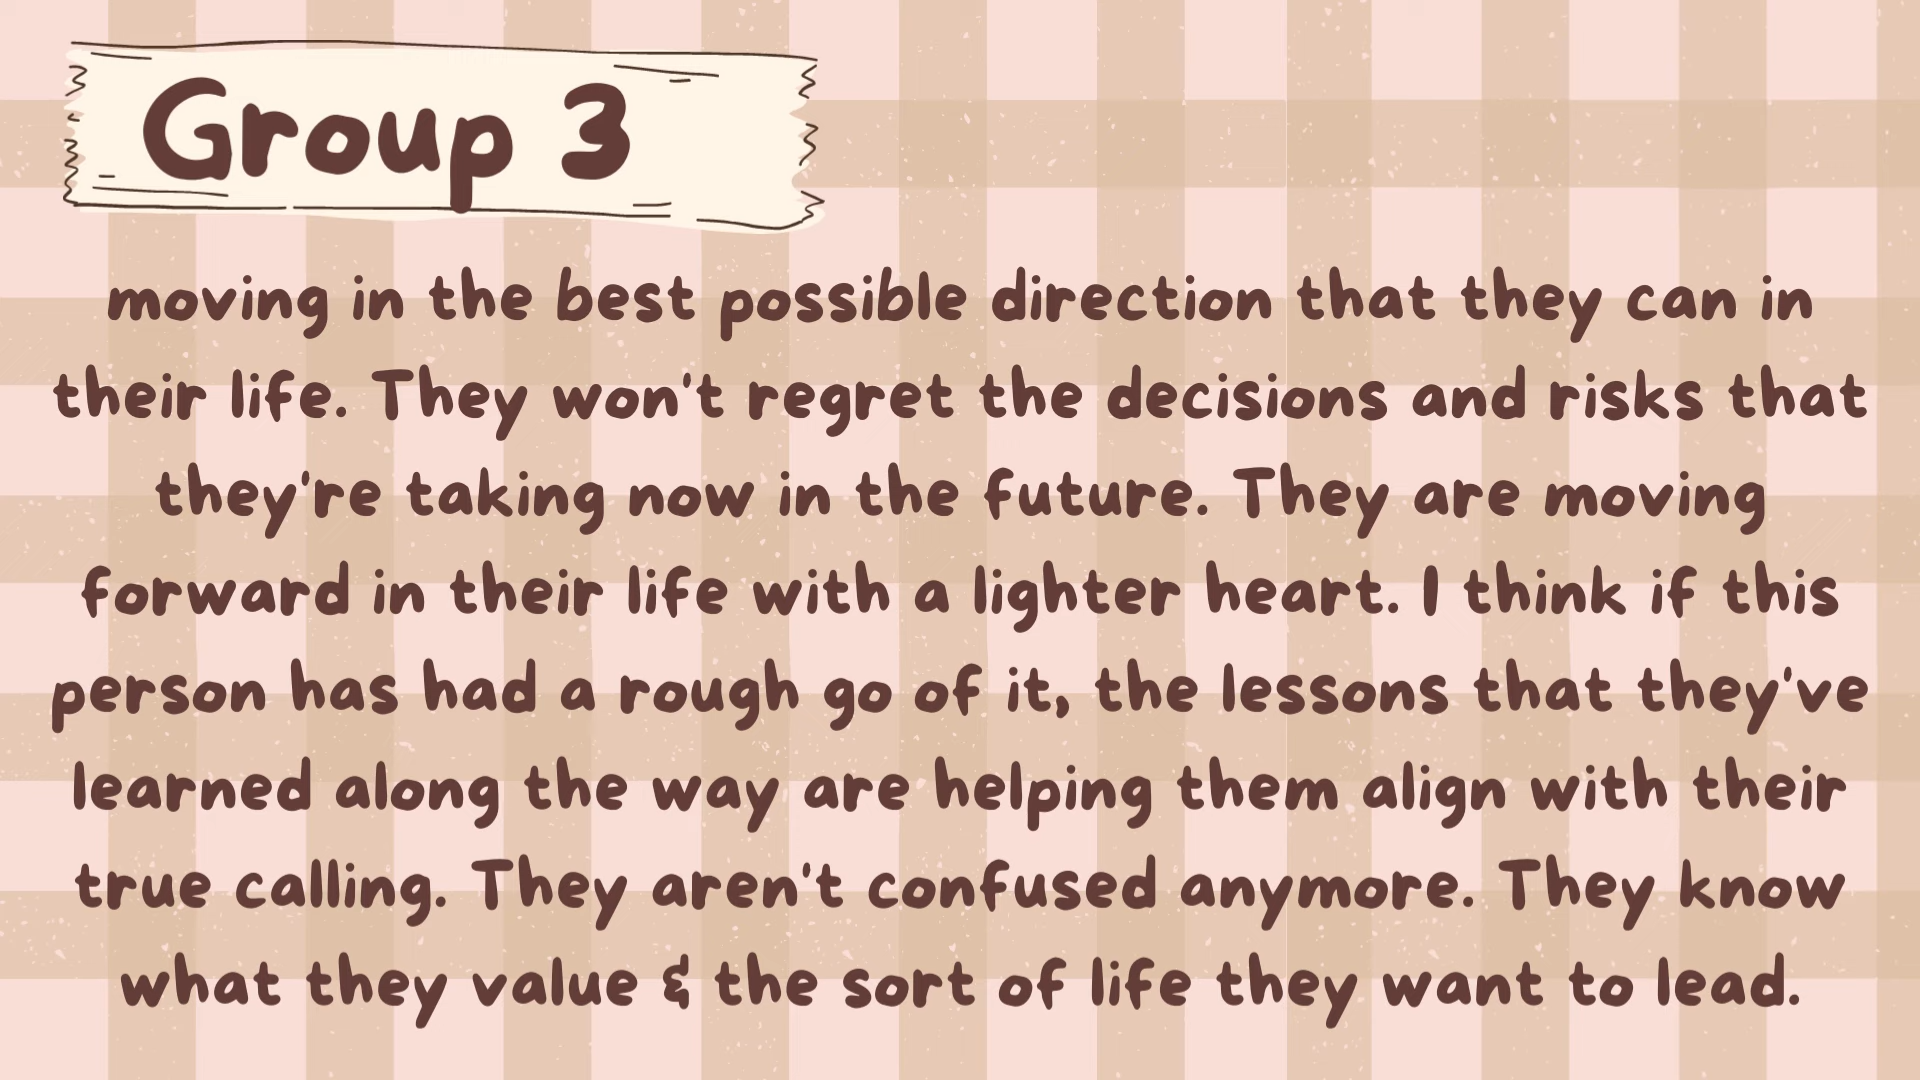 Group 3
moving in the best possible direction that they can in
their life. They won't regret the decisions and risks that
they're taking now in the future. They are moving
forward in their life with a lighter heart. I think if this
person has had a rough go of it, the lessons that they've
learned along the way are helping them align with their
true calling. They aren't confused anymore. They know
what they value & the sort of life they want to lead.